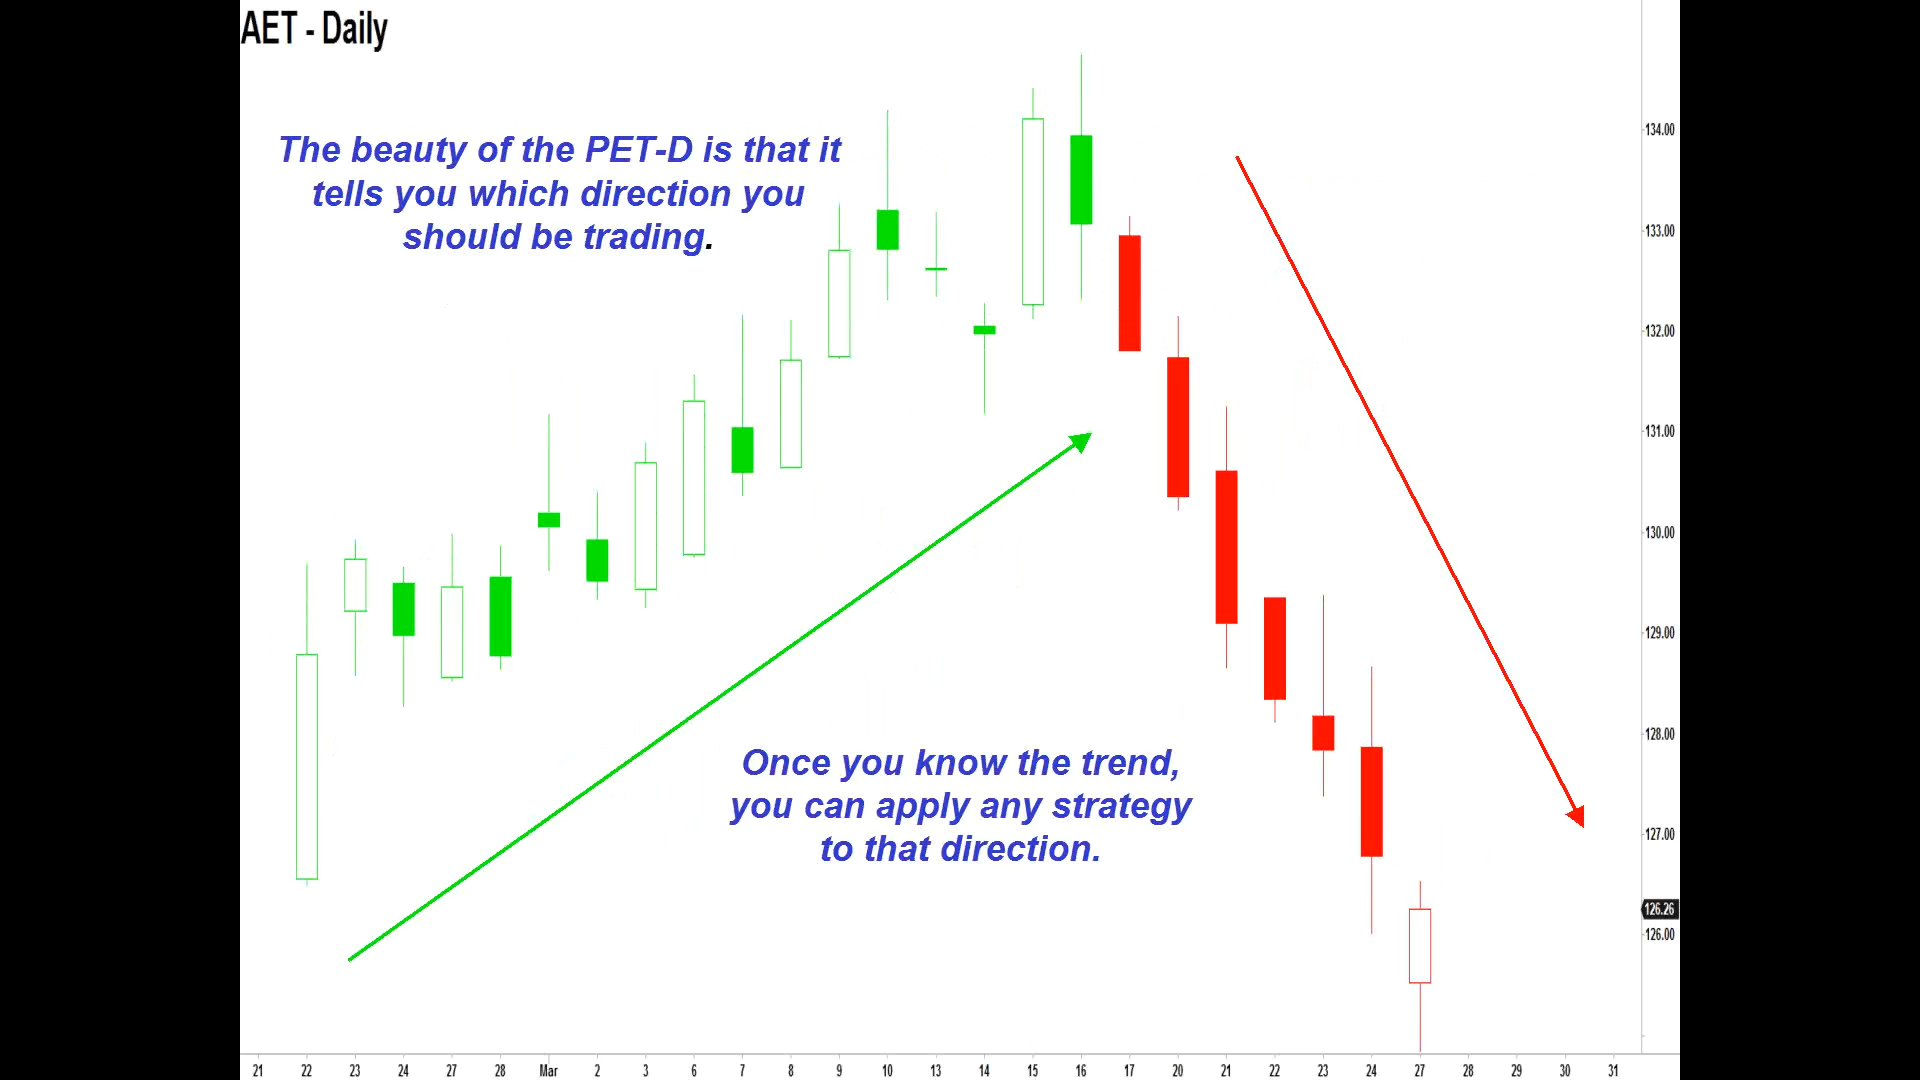 AET - Daily
The beauty of the PET-D is that it
tells you which direction you
should be trading.
Once you know the trend,
you can apply any strategy
to that direction.
134.00
133.00
132.00
131.00
130.00
129.00
128.00
127.00
126.26
126.00
21 22 23 24 27 28 Mar 2 3 6 7 8 9 10 13 14 15 16 17 20 21 22 23 24 27 28 29 30 31